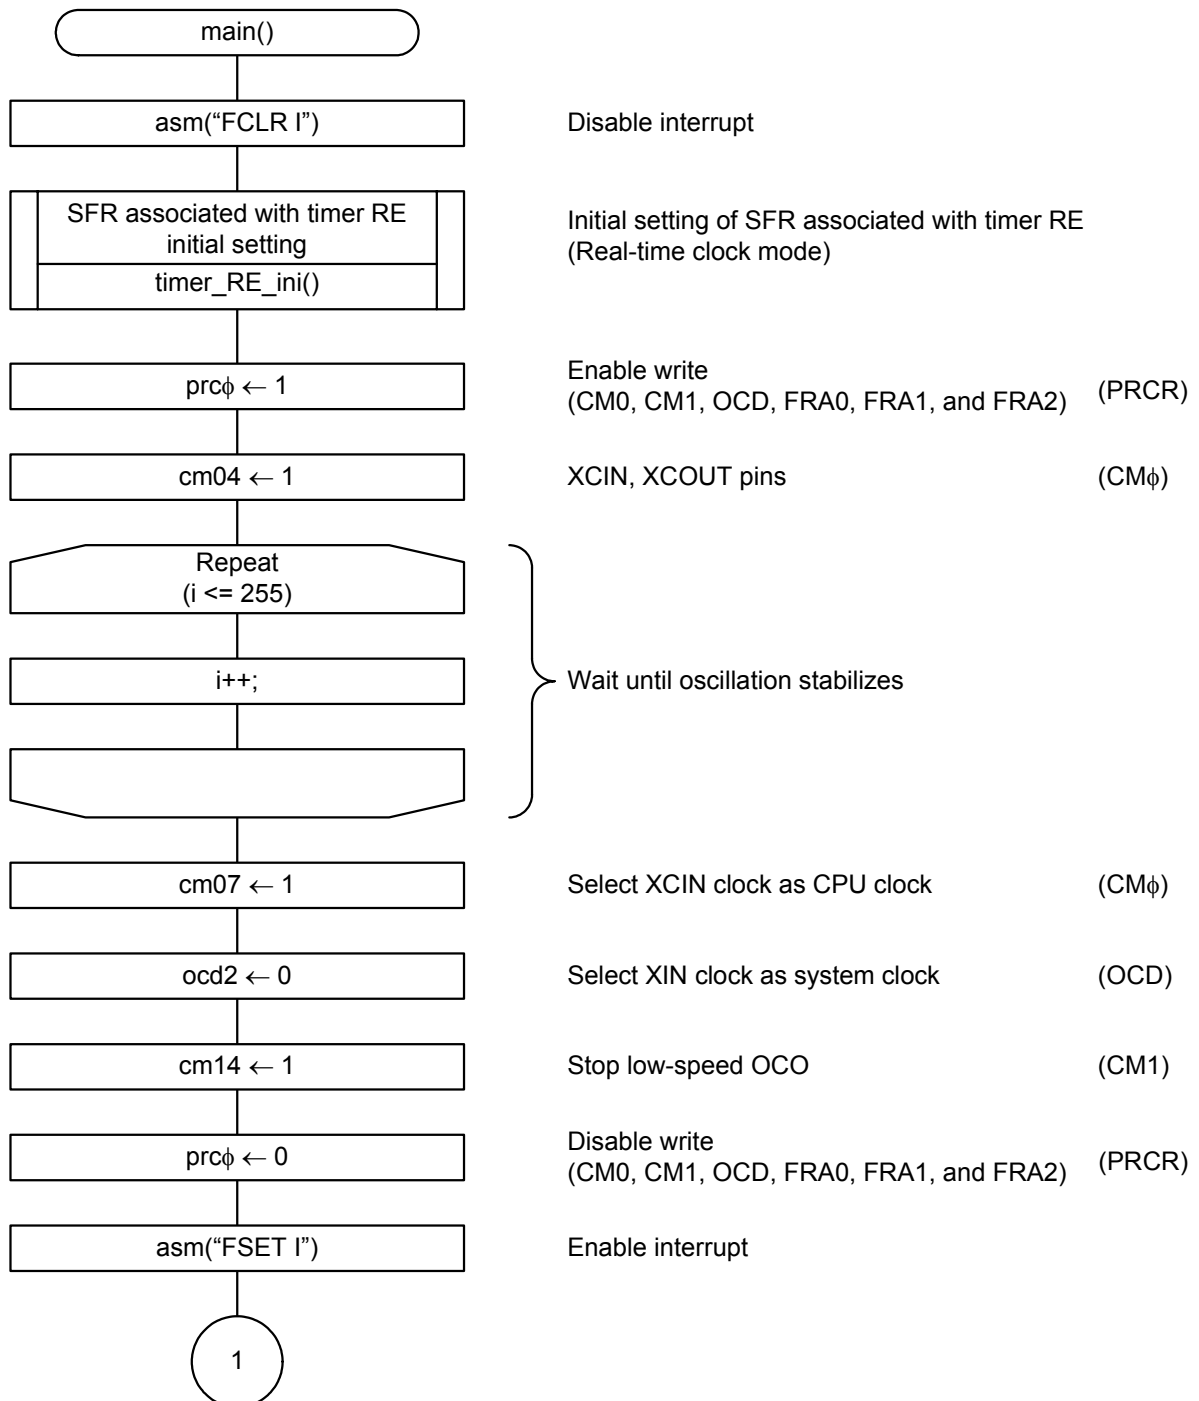 main()
asm(“FCLR I”)
Disable interrupt
SFR associated with timer RE
initial setting
timer_RE_ini()
Initial setting of SFR associated with timer RE
(Real-time clock mode)
prcϕ ← 1
Enable write
(CM0, CM1, OCD, FRA0, FRA1, and FRA2)
(PRCR)
cm04 ← 1
XCIN, XCOUT pins
(CMϕ)
Repeat
(i <= 255)
i++;
Wait until oscillation stabilizes
cm07 ← 1
Select XCIN clock as CPU clock
(CMϕ)
ocd2 ← 0
Select XIN clock as system clock
(OCD)
cm14 ← 1
Stop low-speed OCO
(CM1)
prcϕ ← 0
Disable write
(CM0, CM1, OCD, FRA0, FRA1, and FRA2)
(PRCR)
asm(“FSET I”)
Enable interrupt
1